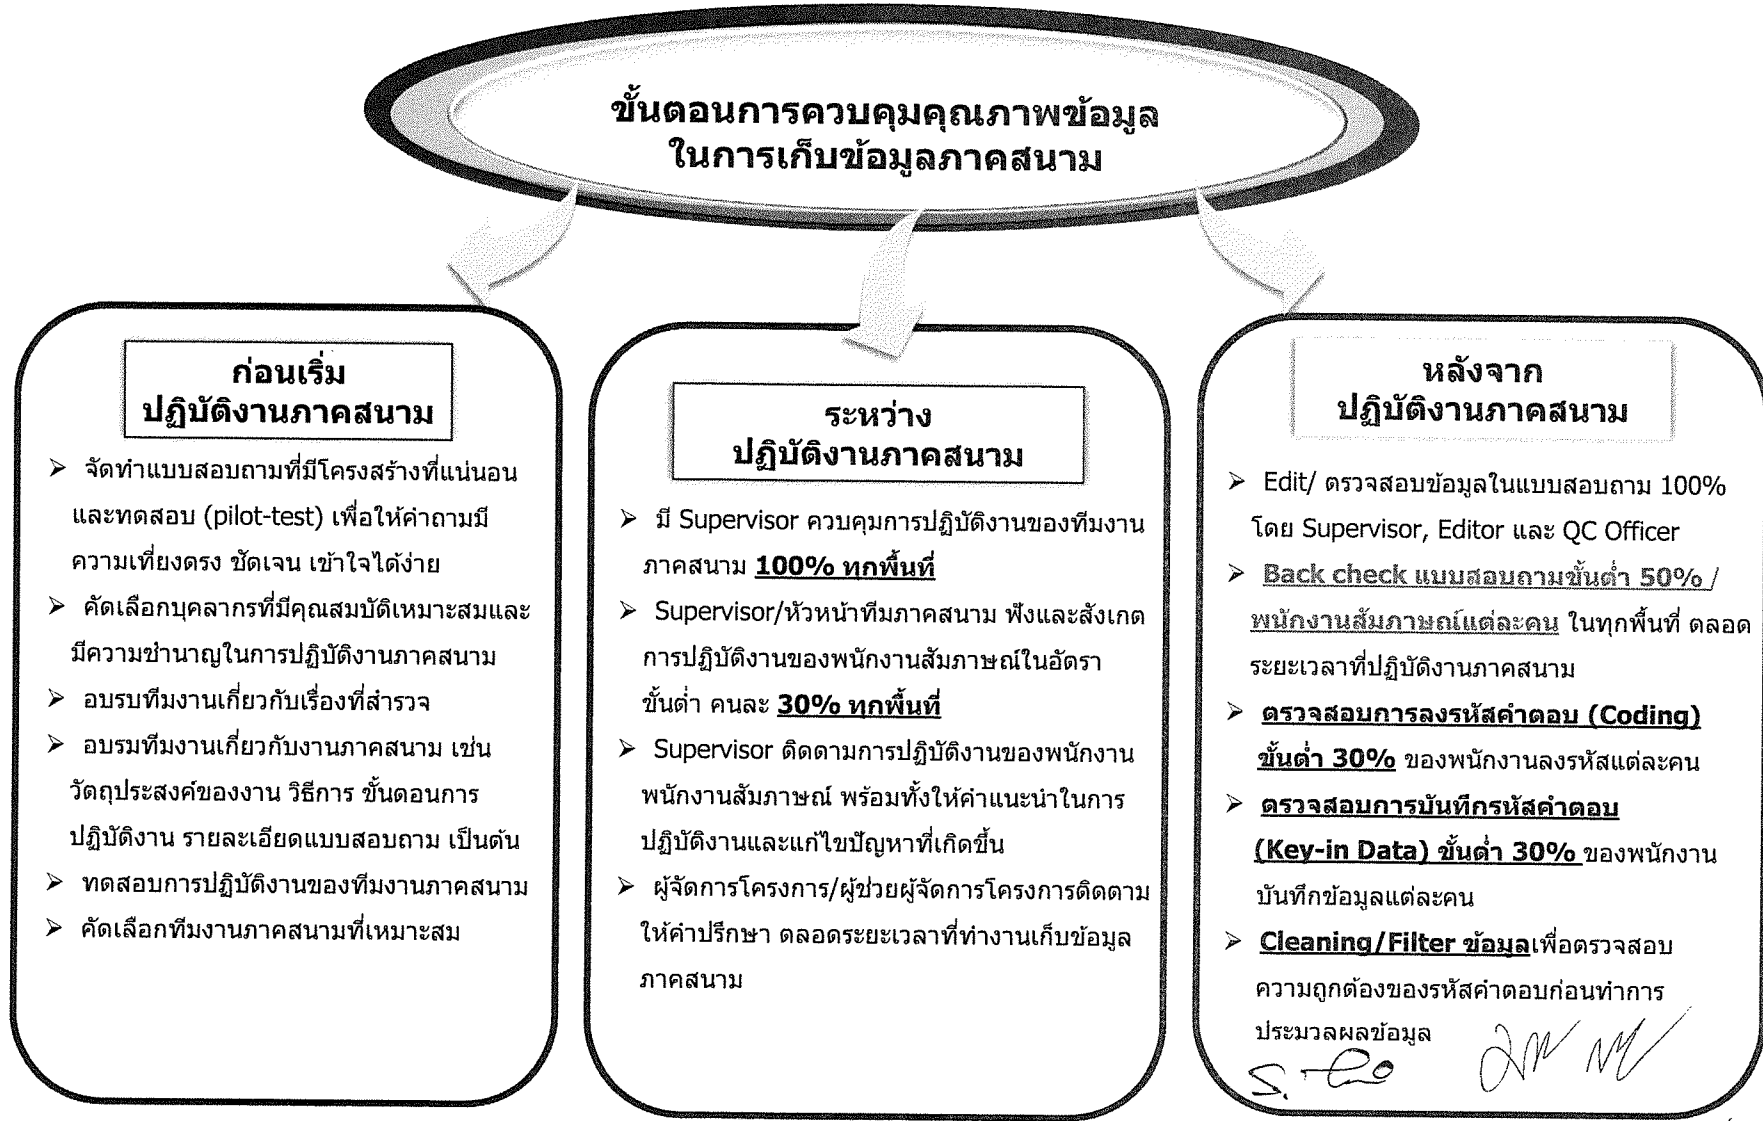 ขั้นตอนการควบคุมคุณภาพข้อมูล
ในการเก็บข้อมูลภาคสนาม
ก่อนเริ่ม
ปฏิบัติงานภาคสนาม
➢ จัดทำแบบสอบถามที่มีโครงสร้างที่แน่นอน
และทดสอบ (pilot-test) เพื่อให้คำถามมี
ความเที่ยงตรง ชัดเจน เข้าใจได้ง่าย
➢ คัดเลือกบุคลากรที่มีคุณสมบัติเหมาะสมและ
มีความชำนาญในการปฏิบัติงานภาคสนาม
➢ อบรบทีมงานเกี่ยวกับเรื่องที่สำรวจ
➢ อบรมทีมงานเกี่ยวกับงานภาคสนาม เช่น
วัตถุประสงค์ของงาน วิธีการ ขั้นตอนการ
ปฏิบัติงาน รายละเอียดแบบสอบถาม เป็นต้น
➢ ทดสอบการปฏิบัติงานของทีมงานภาคสนาม
➢ คัดเลือกทีมงานภาคสนามที่เหมาะสม
ระหว่าง
ปฏิบัติงานภาคสนาม
➢ มี Supervisor ควบคุมการปฏิบัติงานของทีมงาน
ภาคสนาม 100% ทุกพื้นที่
➢ Supervisor/หัวหน้าทีมภาคสนาม ฟังและสังเกต
การปฏิบัติงานของพนักงานสัมภาษณ์ในอัตรา
ขั้นต่ำ คนละ 30% ทุกพื้นที่
➢ Supervisor ติดตามการปฏิบัติงานของพนักงาน
พนักงานสัมภาษณ์ พร้อมทั้งให้คำแนะนำในการ
ปฏิบัติงานและแก้ไขปัญหาที่เกิดขึ้น
➢ ผู้จัดการโครงการ/ผู้ช่วยผู้จัดการโครงการติดตาม
ให้คำปรึกษา ตลอดระยะเวลาที่ทำงานเก็บข้อมูล
ภาคสนาม
หลังจาก
ปฏิบัติงานภาคสนาม
➢ Edit/ ตรวจสอบข้อมูลในแบบสอบถาม 100%
โดย Supervisor, Editor และ QC Officer
➢ Back check แบบสอบถามขั้นต่ำ 50% /
พนักงานสัมภาษณ์แต่ละคน ในทุกพื้นที่ ตลอด
ระยะเวลาที่ปฏิบัติงานภาคสนาม
➢ ตรวจสอบการลงรหัสคำตอบ (Coding)
ขั้นต่ำ 30% ของพนักงานลงรหัสแต่ละคน
➢ ตรวจสอบการบันทึกรหัสคำตอบ
(Key-in Data) ขั้นต่ำ 30% ของพนักงาน
บันทึกข้อมูลแต่ละคน
➢ Cleaning/Filter ข้อมูลเพื่อตรวจสอบ
ความถูกต้องของรหัสคำตอบก่อนทำการ
ประมวลผลข้อมูล